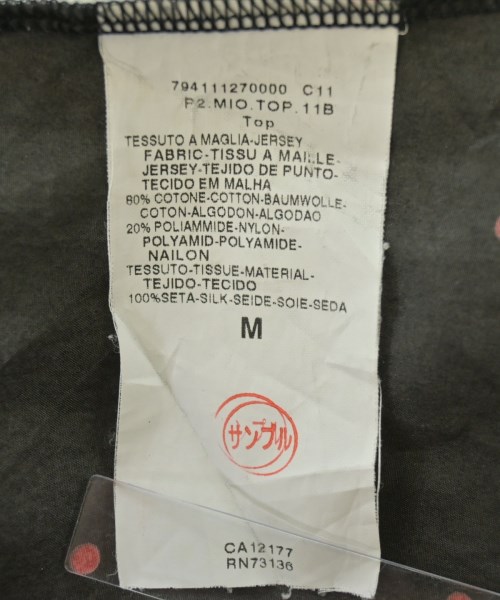 794111270000 C11
P2.MIO.TOP.11B
Top
TESSUTO A MAGLIA-JERSEY
FABRIC-TISSU A MAILLE-
JERSEY-TEJIDO DE PUNTO-
TECIDO EM MALHA
80% COTONE-COTTON-BAUMWOLLE-
COTON-ALGODON-ALGODAO
20% POLIAMMIDE-NYLON-
POLYAMID-POLYAMIDE-
NAILON
TESSUTO-TISSUE-MATERIAL-
TEJIDO-TECIDO
100%SETA-SILK-SEIDE-SOIE-SEDA
M
サンプル
CA12177
RN73136